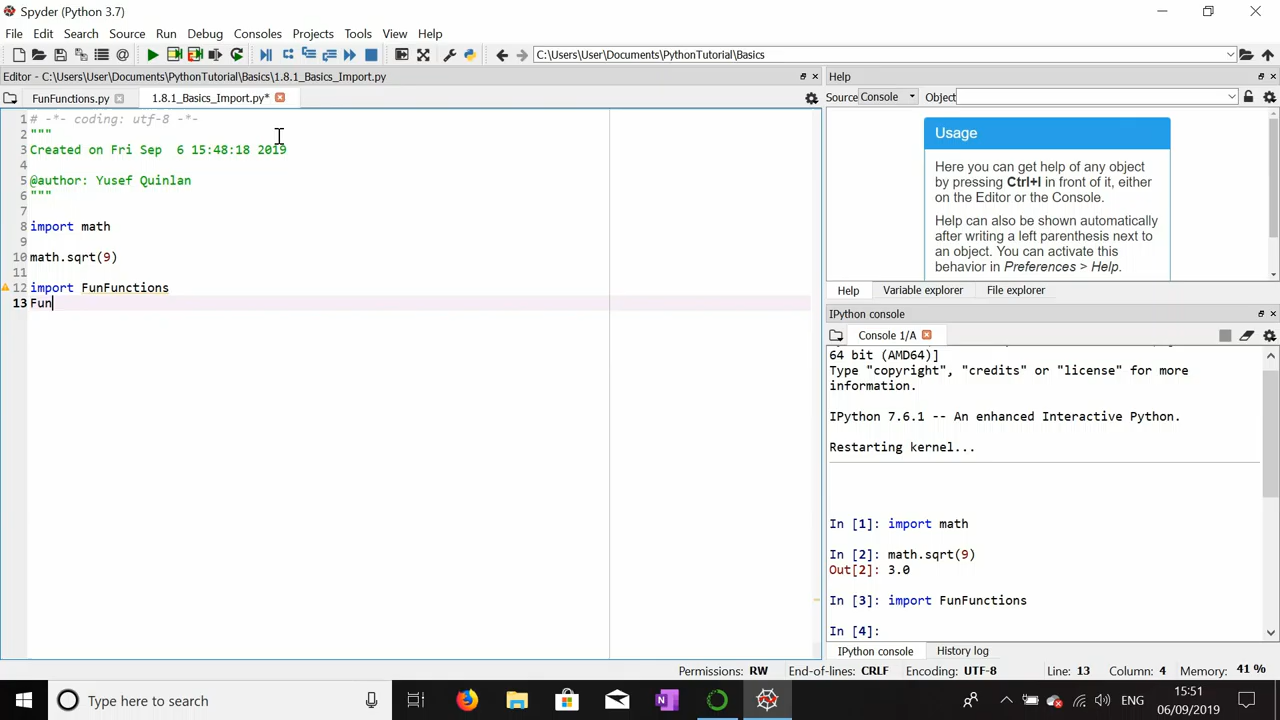 Spyder (Python 3.7)
File Edit Search Source Run Debug Consoles Projects Tools View Help
C:\Users\User\Documents\PythonTutorial\Basics
Editor - C:\Users\User\Documents\PythonTutorial\Basics\1.8.1_Basics_Import.py
FunFunctions.py 1.8.1_Basics_Import.py*
1 # -*- coding: utf-8 -*-
2 """
3 Created on Fri Sep  6 15:48:18 2019
4
5 @author: Yusef Quinlan
6 """
7
8 import math
9
10 math.sqrt(9)
11
12 import FunFunctions
13 Fun
Help
Source Console Object
Usage
Here you can get help of any object
by pressing Ctrl+I in front of it, either
on the Editor or the Console.
Help can also be shown automatically
after writing a left parenthesis next to
an object. You can activate this
behavior in Preferences > Help.
Help Variable explorer File explorer
IPython console
Console 1/A
64 bit (AMD64)]
Type "copyright", "credits" or "license" for more
information.
IPython 7.6.1 -- An enhanced Interactive Python.
Restarting kernel...
In [1]: import math
In [2]: math.sqrt(9)
Out[2]: 3.0
In [3]: import FunFunctions
In [4]:
IPython console History log
Permissions: RW End-of-lines: CRLF Encoding: UTF-8 Line: 13 Column: 4 Memory: 41 %
Type here to search
ENG
15:51
06/09/2019